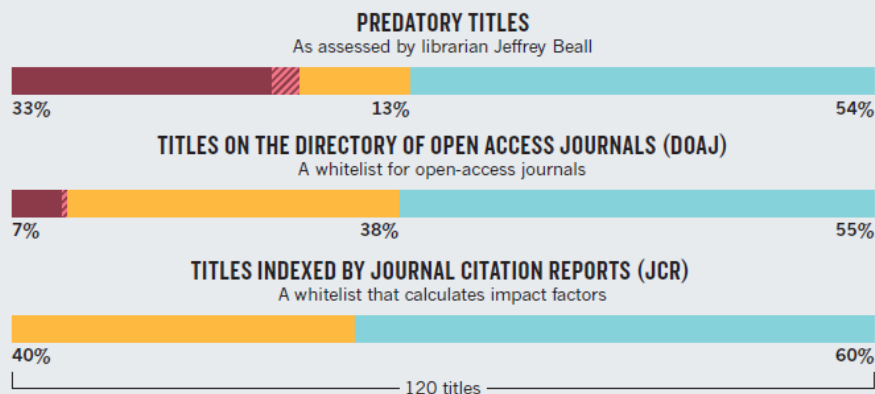 PREDATORY TITLES
As assessed by librarian Jeffrey Beall
33% 13% 54%
TITLES ON THE DIRECTORY OF OPEN ACCESS JOURNALS (DOAJ)
A whitelist for open-access journals
7% 38% 55%
TITLES INDEXED BY JOURNAL CITATION REPORTS (JCR)
A whitelist that calculates impact factors
40% 60%
120 titles